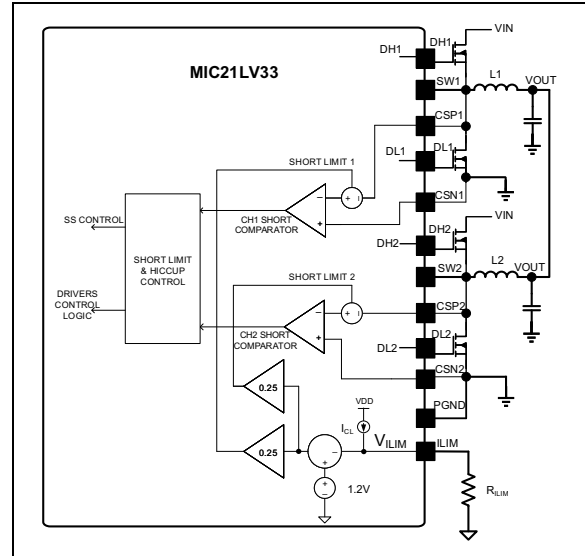 VIN
DH1
DH1
MIC21LV33
SW1
L1
VOUT
CSP1
SHORT LIMIT 1
DL1
DL1
CH1 SHORT
COMPARATOR
CSN1
SS CONTROL
SHORT LIMIT
& HICCUP
CONTROL
VIN
DH2
DH2
SW2
L2
VOUT
SHORT LIMIT 2
CSP2
DRIVERS
CONTROL
LOGIC
CH2 SHORT
COMPARATOR
DL2
DL2
CSN2
0.25
PGND
VDD
ICL
VILIM
ILIM
0.25
1.2V
RILIM